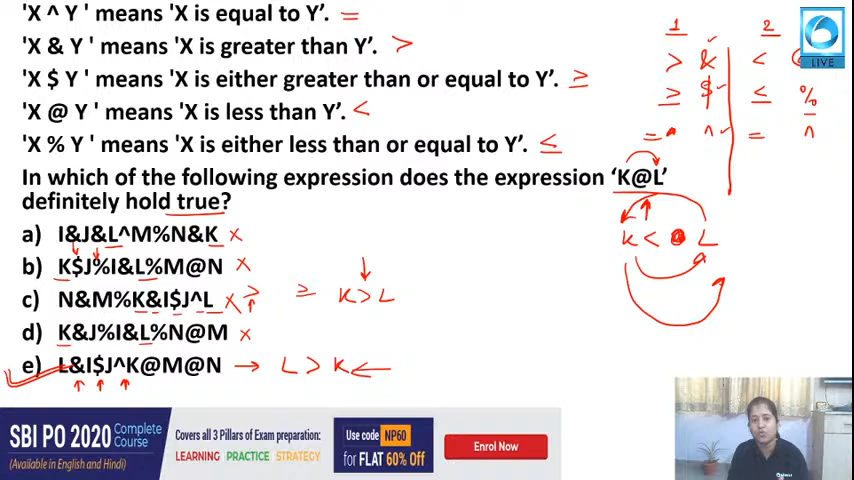 'X ^ Y ' means 'X is equal to Y'. =
'X & Y ' means 'X is greater than Y'. >
'X $ Y ' means 'X is either greater than or equal to Y'. ≥
'X @ Y ' means 'X is less than Y'. <
'X % Y ' means 'X is either less than or equal to Y'. ≤
In which of the following expression does the expression 'K@L'
definitely hold true?
a) I&J&L^M%N&K ×
b) K$J%I&L%M@N ×
c) N&M%K&I$J^L × > ≥ K > L
d) K&J%I&L%N@M ×
e) L&I$J^K@M@N → L > K ←
1 2
> & <
≥ $ ≤ %
= ^ = ^
K < L
LIVE
SBI PO 2020 Complete Course
(Available in English and Hindi)
Covers all 3 Pillars of Exam preparation:
LEARNING PRACTICE STRATEGY
Use code NP60
for FLAT 60% Off
Enrol Now